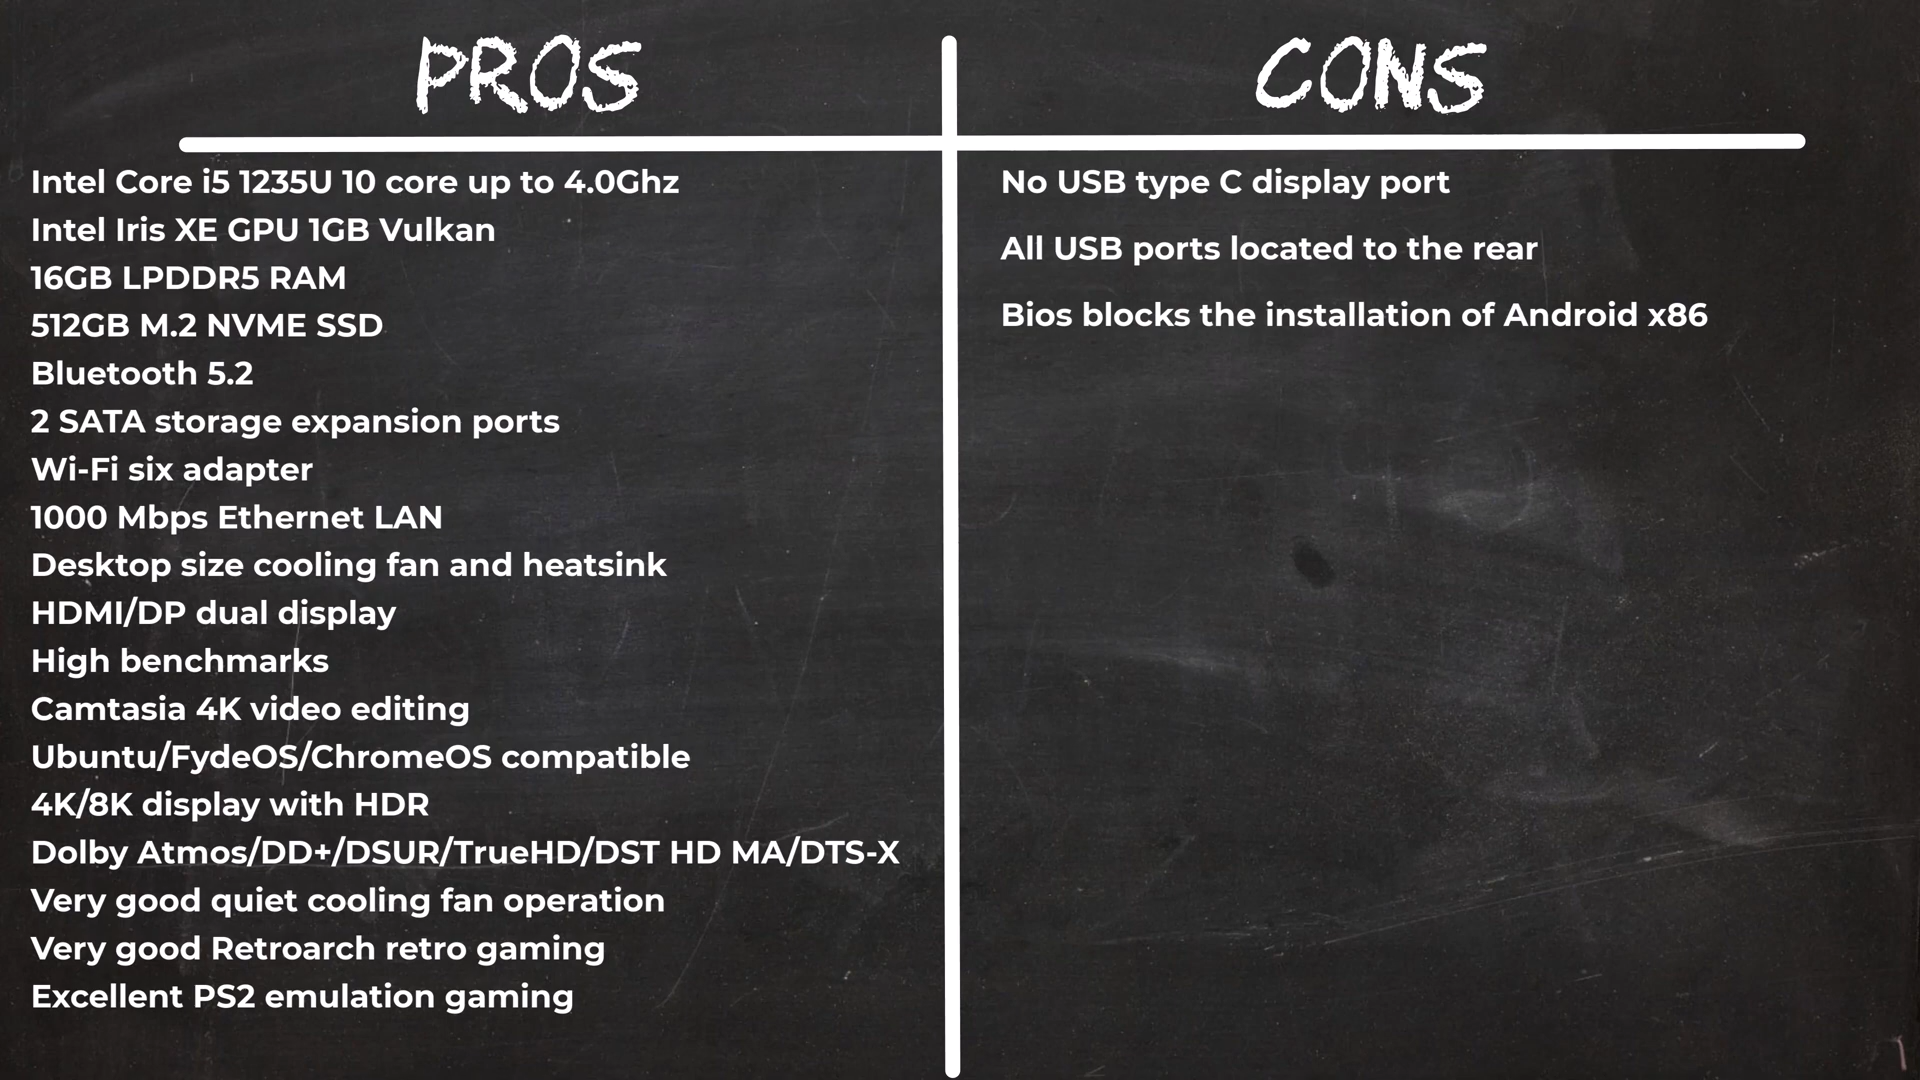 PROS
CONS
Intel Core i5 1235U 10 core up to 4.0Ghz
Intel Iris XE GPU 1GB Vulkan
16GB LPDDR5 RAM
512GB M.2 NVME SSD
Bluetooth 5.2
2 SATA storage expansion ports
Wi-Fi six adapter
1000 Mbps Ethernet LAN
Desktop size cooling fan and heatsink
HDMI/DP dual display
High benchmarks
Camtasia 4K video editing
Ubuntu/FydeOS/ChromeOS compatible
4K/8K display with HDR
Dolby Atmos/DD+/DSUR/TrueHD/DST HD MA/DTS-X
Very good quiet cooling fan operation
Very good Retroarch retro gaming
Excellent PS2 emulation gaming
No USB type C display port
All USB ports located to the rear
Bios blocks the installation of Android x86